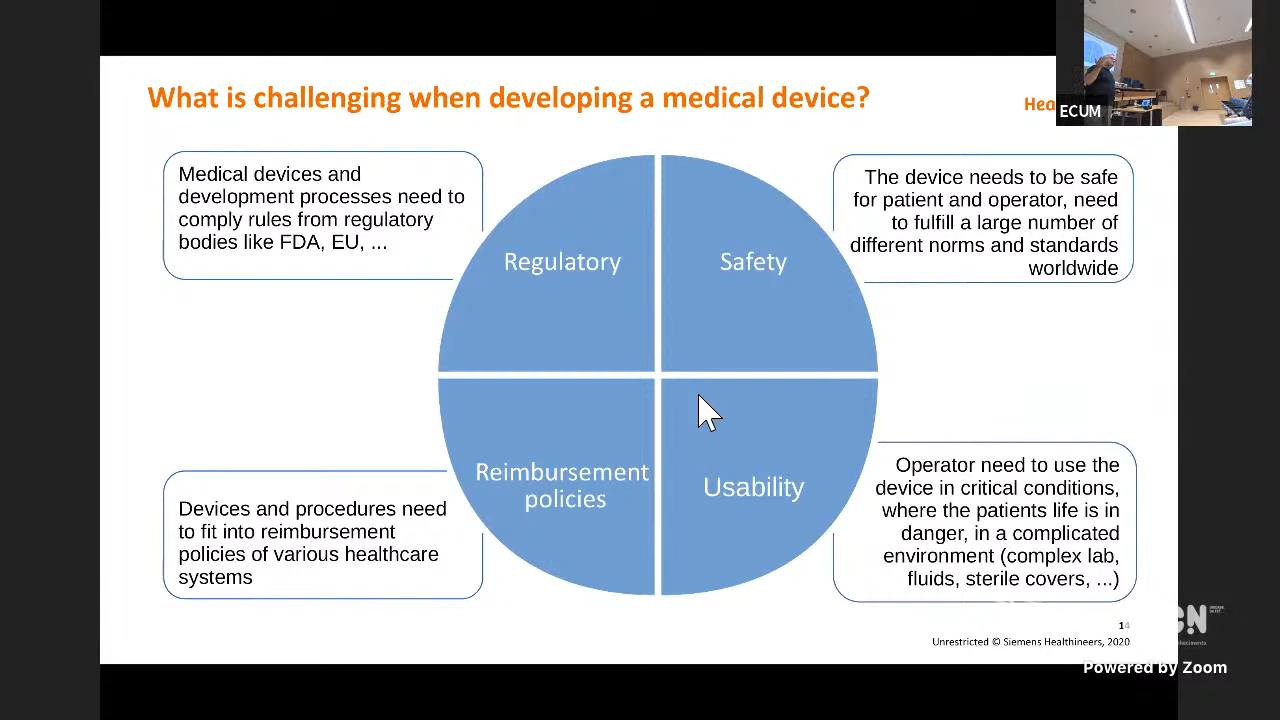 What is challenging when developing a medical device?
Hea
ECUM
Medical devices and
development processes need to
comply rules from regulatory
bodies like FDA, EU, ...
The device needs to be safe
for patient and operator, need
to fulfill a large number of
different norms and standards
worldwide
Regulatory
Safety
Reimbursement
policies
Usability
Devices and procedures need
to fit into reimbursement
policies of various healthcare
systems
Operator need to use the
device in critical conditions,
where the patients life is in
danger, in a complicated
environment (complex lab,
fluids, sterile covers, ...)
14
Unrestricted © Siemens Healthineers, 2020
Powered by Zoom